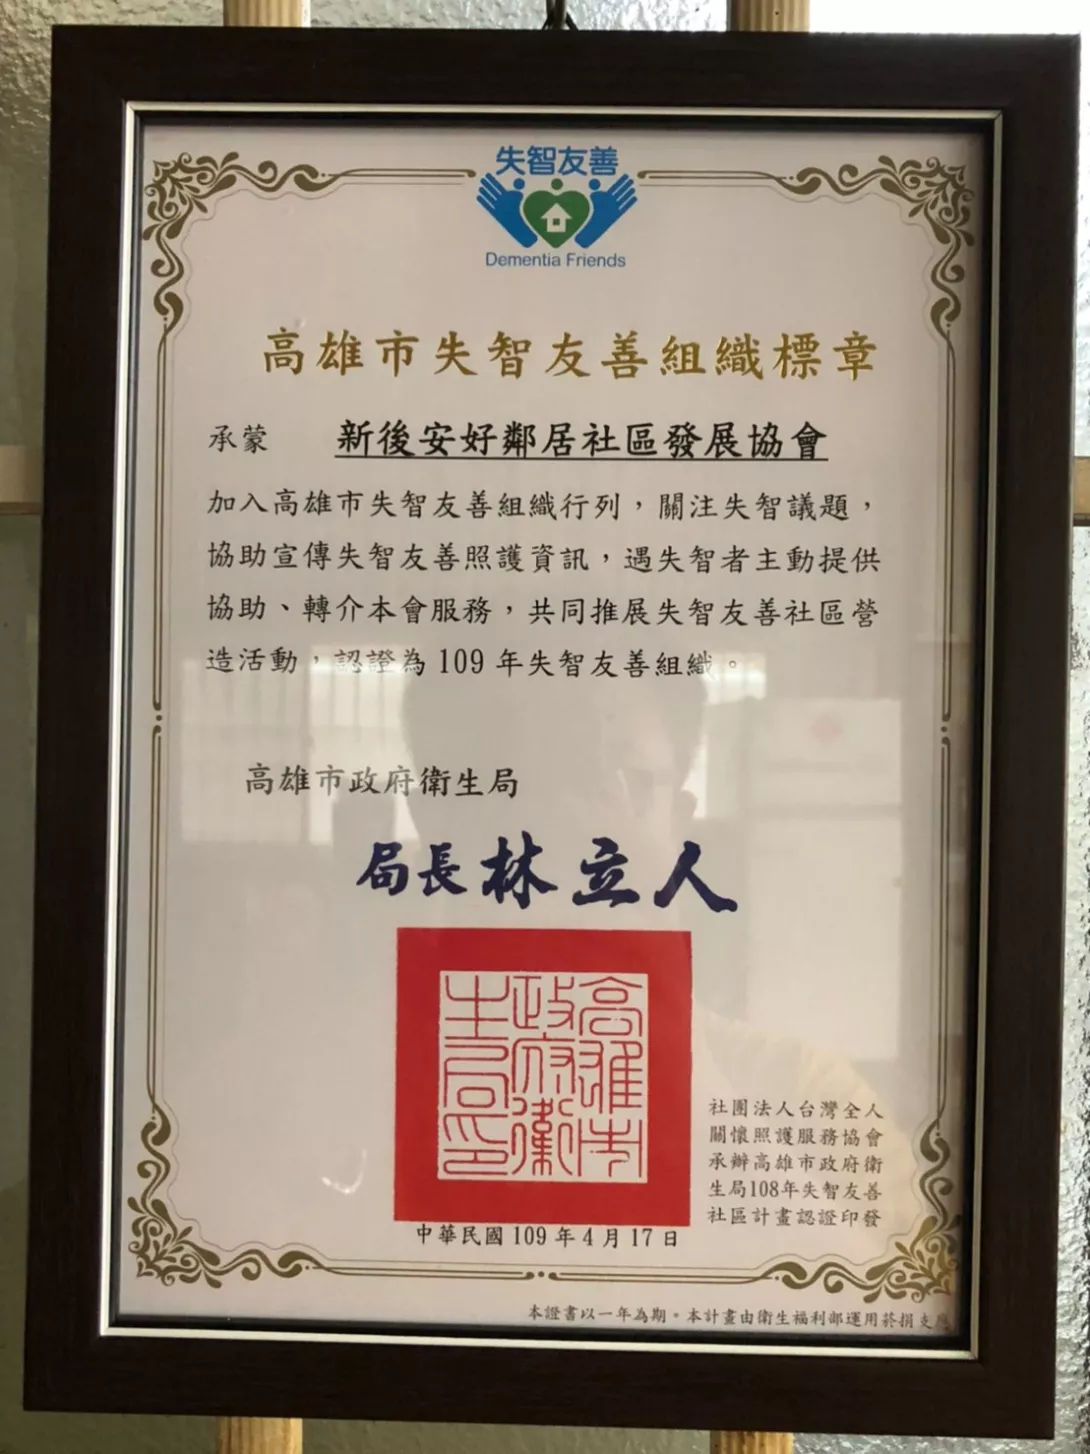 失智友善
Dementia Friends
高雄市失智友善組織標章
承蒙 新後安好鄰居社區發展協會
加入高雄市失智友善組織行列，關注失智議題，
協助宣傳失智友善照護資訊，遇失智者主動提供
協助、轉介本會服務，共同推展失智友善社區營
造活動，認證為109年失智友善組織。
高雄市政府衛生局
局長林立人
高雄市
政府衛
生局印
社團法人台灣全人
關懷照護服務協會
承辦高雄市政府衛
生局108年失智友善
社區計畫認證印發
中華民國109年4月17日
本證書以一年為期。本計畫由衛生福利部運用菸捐支應